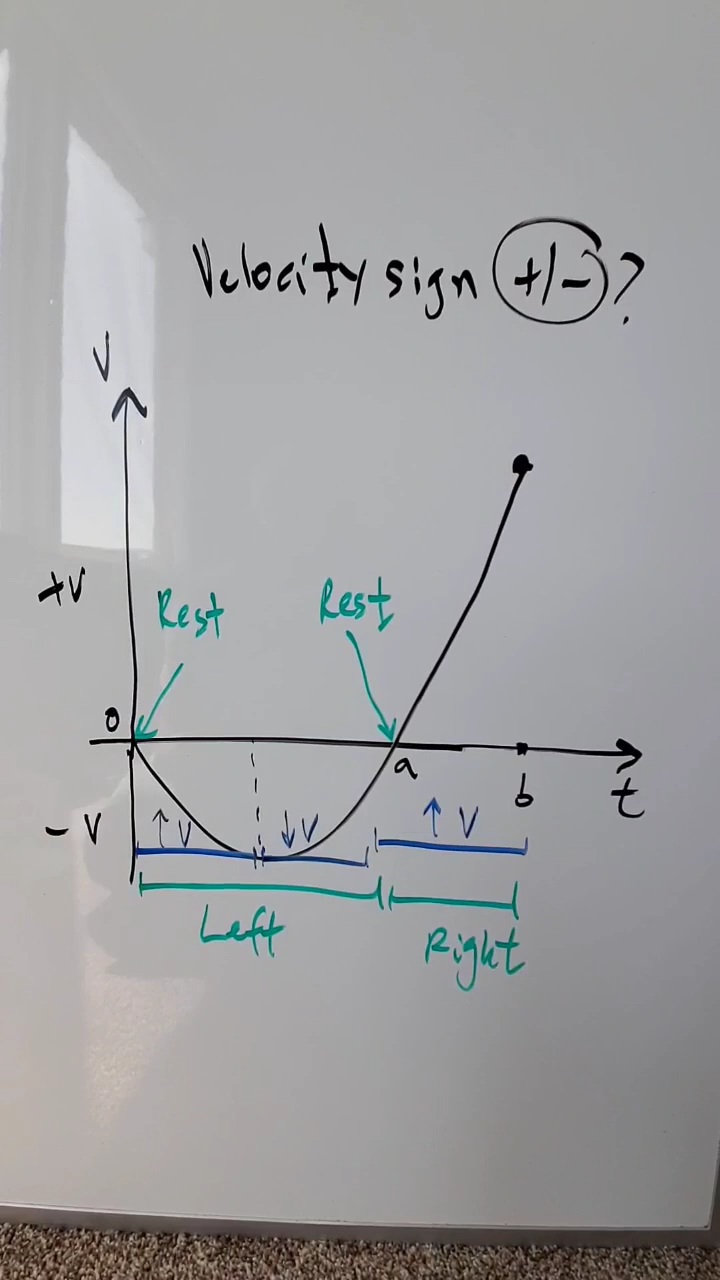 Velocity sign +/-?
V
+V
Rest
Rest
0
a
b
t
-V
↑V
↓V
↑V
Left
Right